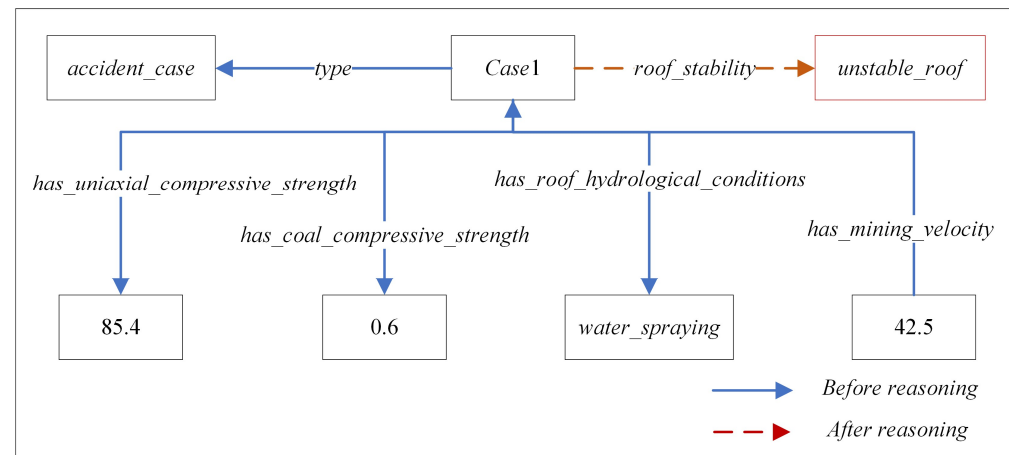 accident_case
type
Case1
roof_stability
unstable_roof
has_uniaxial_compressive_strength
has_roof_hydrological_conditions
has_coal_compressive_strength
has_mining_velocity
85.4
0.6
water_spraying
42.5
Before reasoning
After reasoning